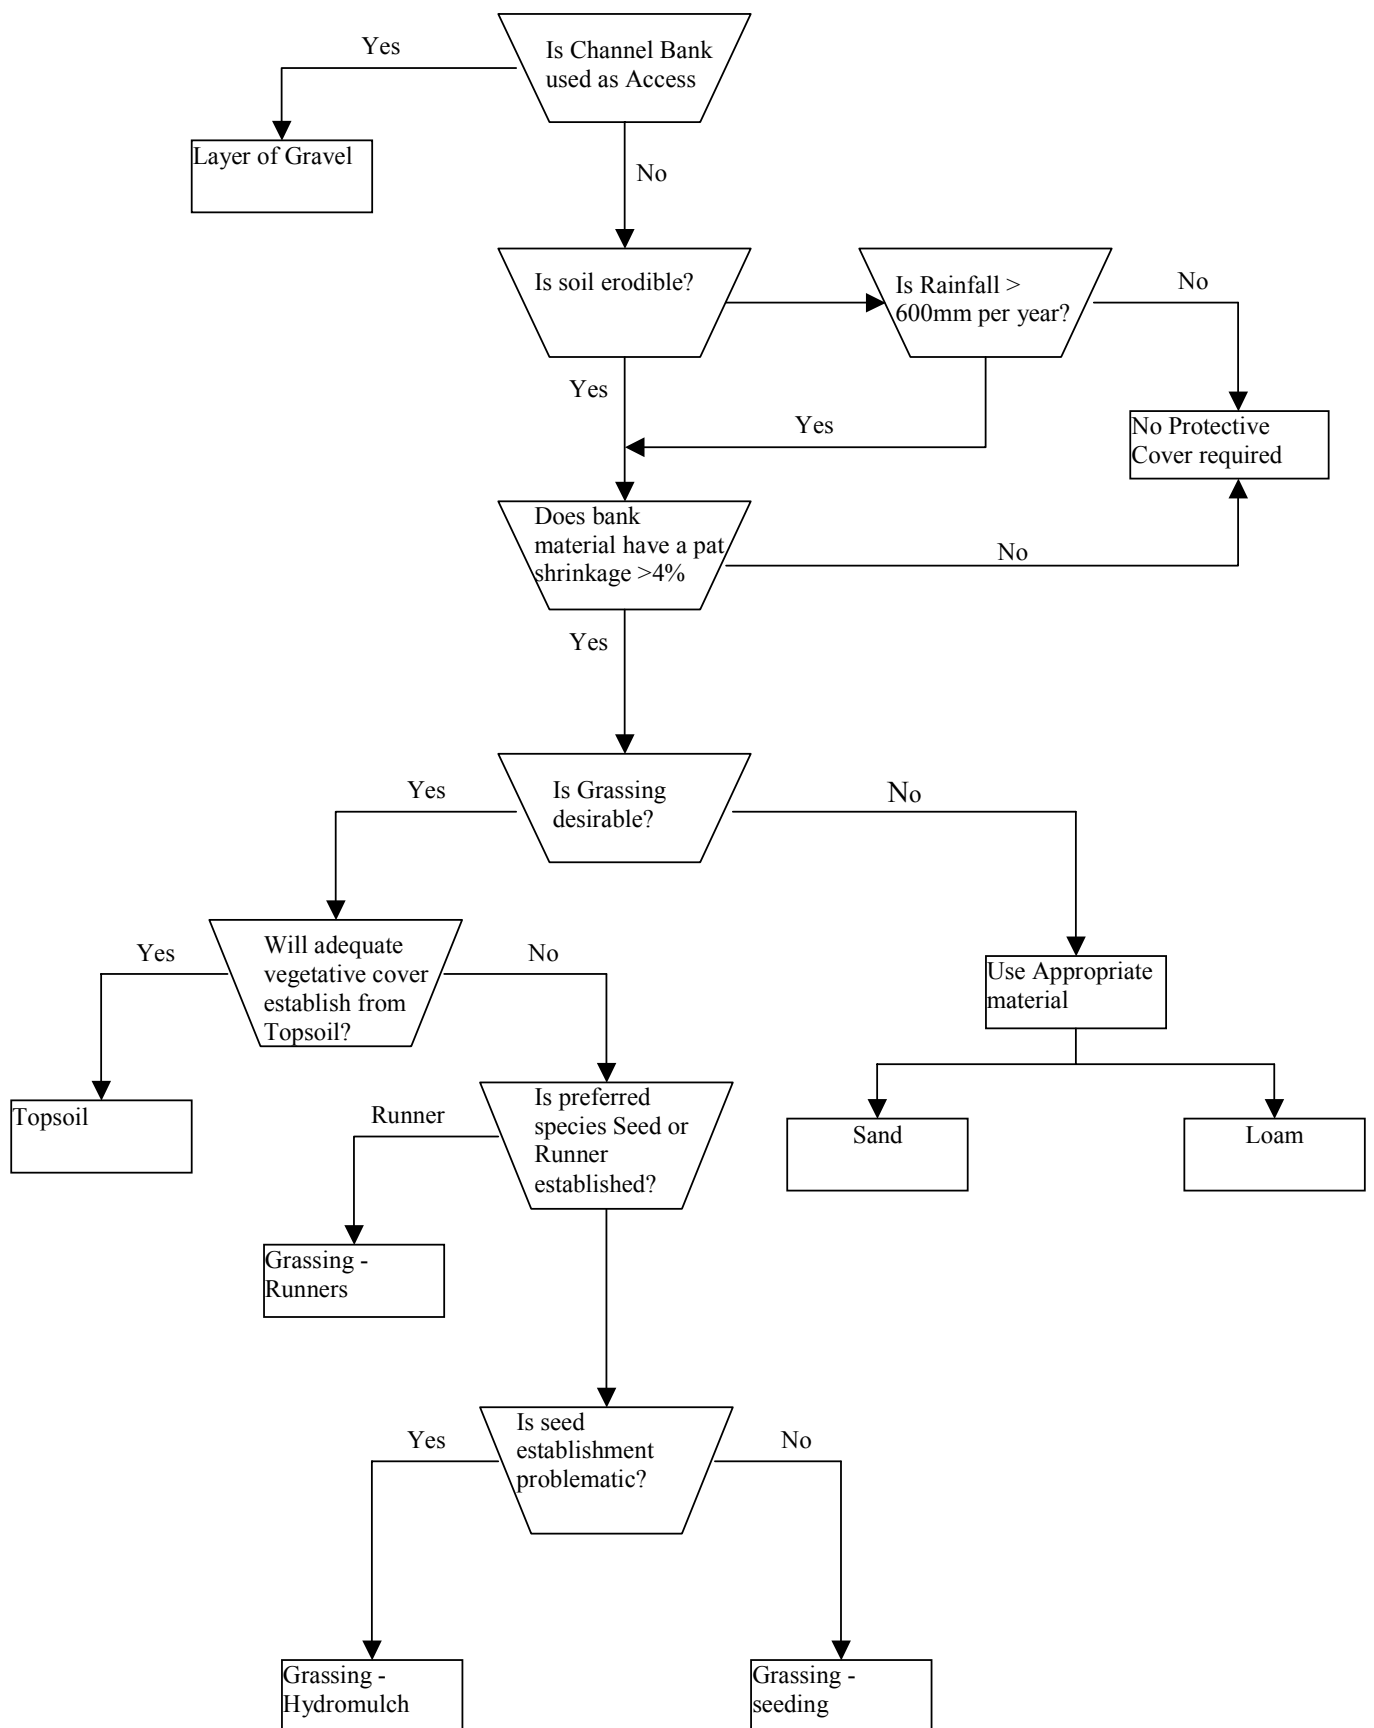 Yes
Is Channel Bank
used as Access
Layer of Gravel
No
Is soil erodible?
Is Rainfall >
600mm per year?
No
Yes
Yes
No Protective
Cover required
Does bank
material have a pat
shrinkage >4%
No
Yes
Yes
Is Grassing
desirable?
No
Yes
Will adequate
vegetative cover
establish from
Topsoil?
No
Use Appropriate
material
Topsoil
Runner
Is preferred
species Seed or
Runner
established?
Sand
Loam
Grassing -
Runners
Yes
Is seed
establishment
problematic?
No
Grassing -
Hydromulch
Grassing -
seeding